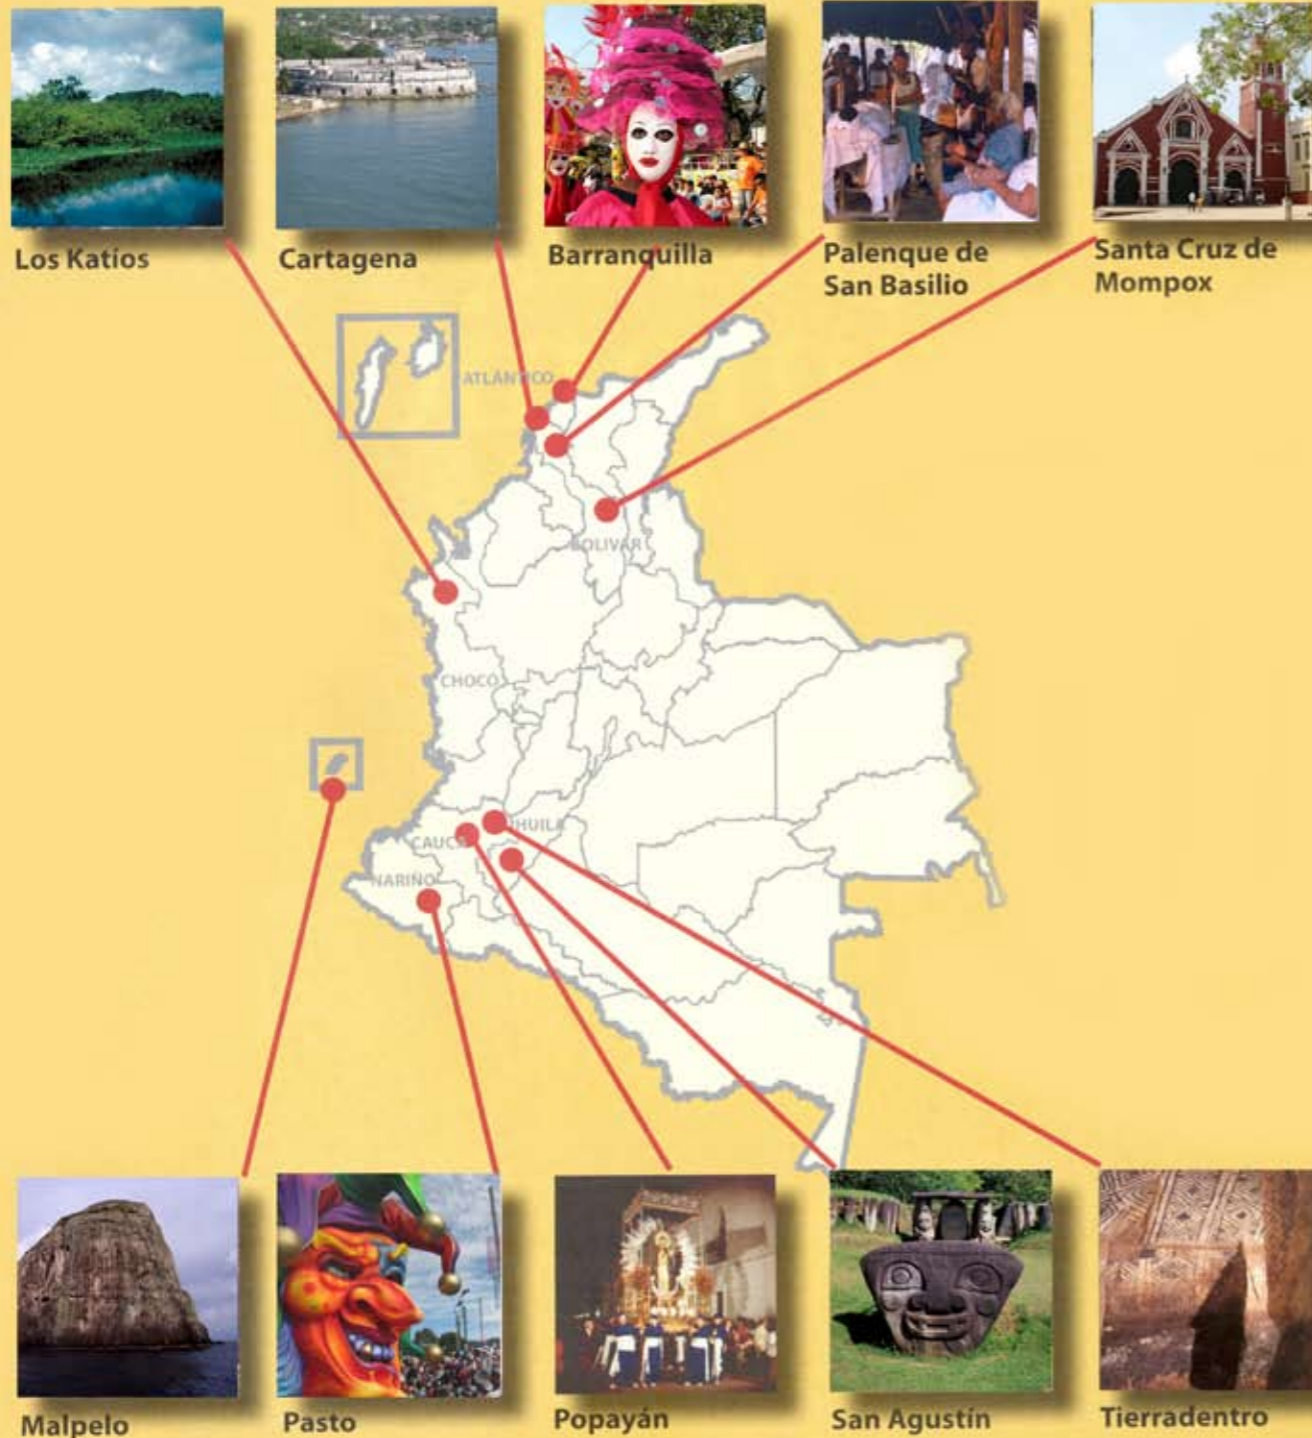 Los Katíos
Cartagena
Barranquilla
Palenque de
San Basilio
Santa Cruz de
Mompox
ATLÁNTICO
BOLIVAR
CHOCÓ
HUILA
CAUCA
NARIÑO
Malpelo
Pasto
Popayán
San Agustín
Tierradentro